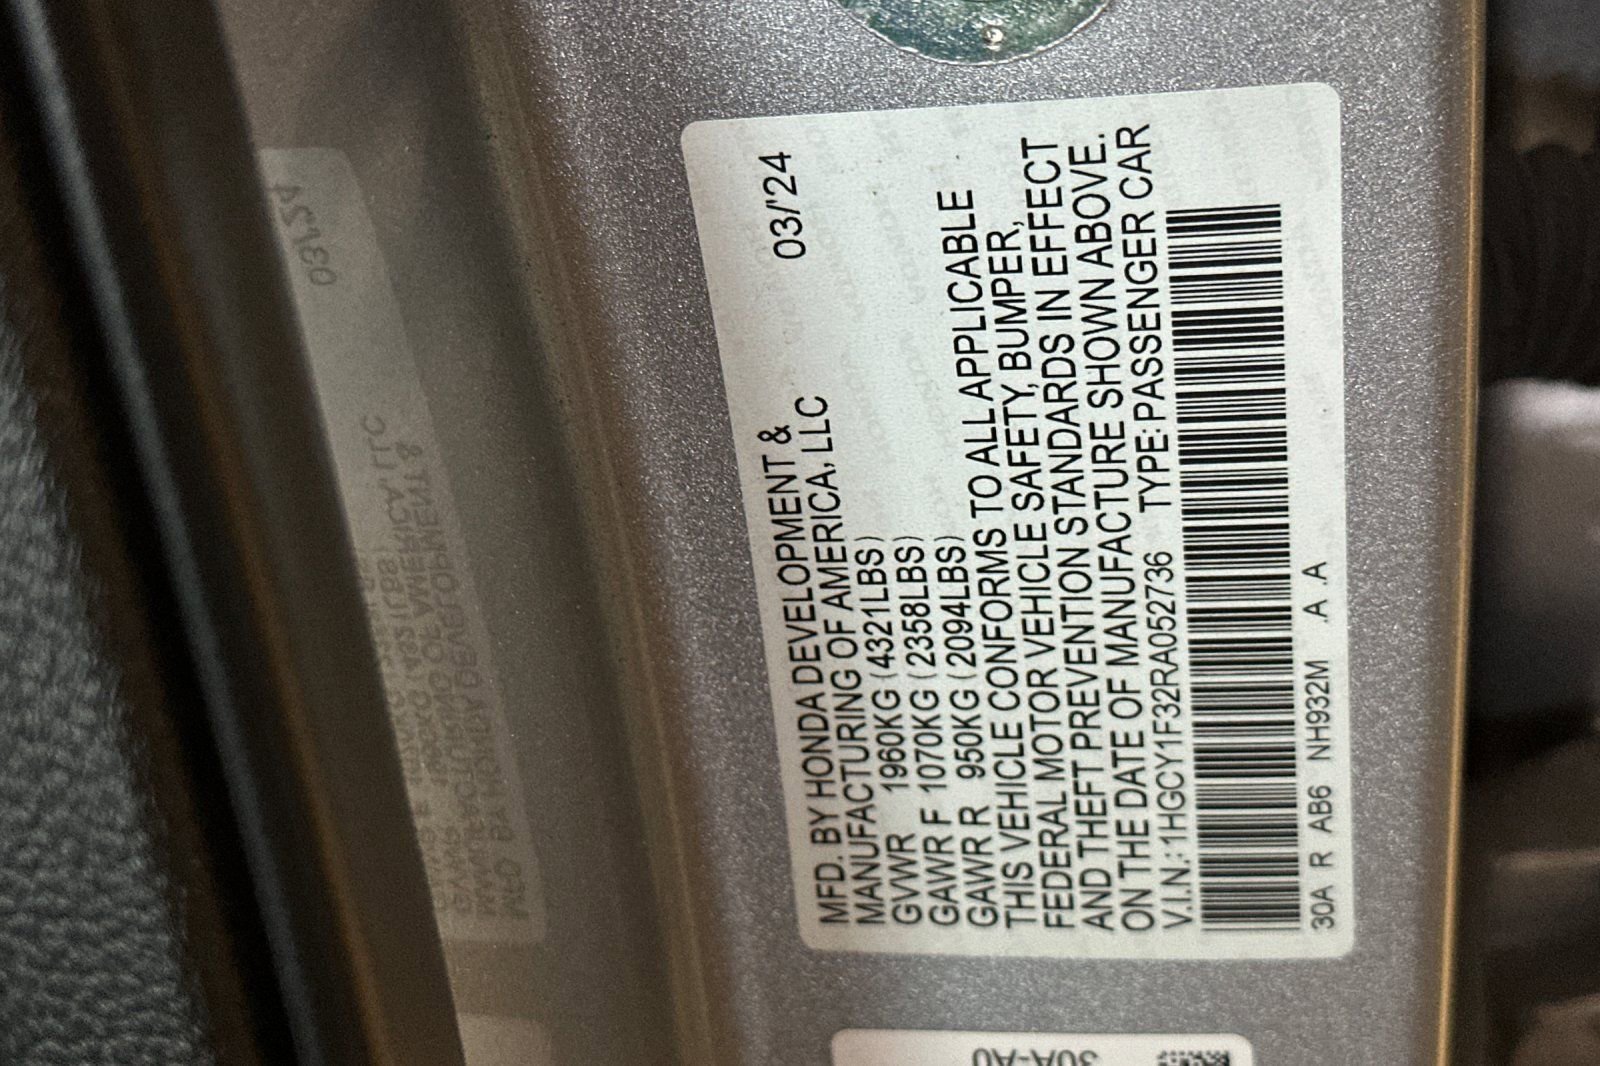 MFD. BY HONDA DEVELOPMENT & 03/'24
MANUFACTURING OF AMERICA, LLC
GVWR 1960KG (4321LBS)
GAWR F 1070KG (2358LBS)
GAWR R 950KG (2094LBS)
THIS VEHICLE CONFORMS TO ALL APPLICABLE
FEDERAL MOTOR VEHICLE SAFETY, BUMPER,
AND THEFT PREVENTION STANDARDS IN EFFECT
ON THE DATE OF MANUFACTURE SHOWN ABOVE.
V.I.N.: 1HGCY1F32RA052736 TYPE: PASSENGER CAR
30A R AB6 NH932M A A
30A-A0